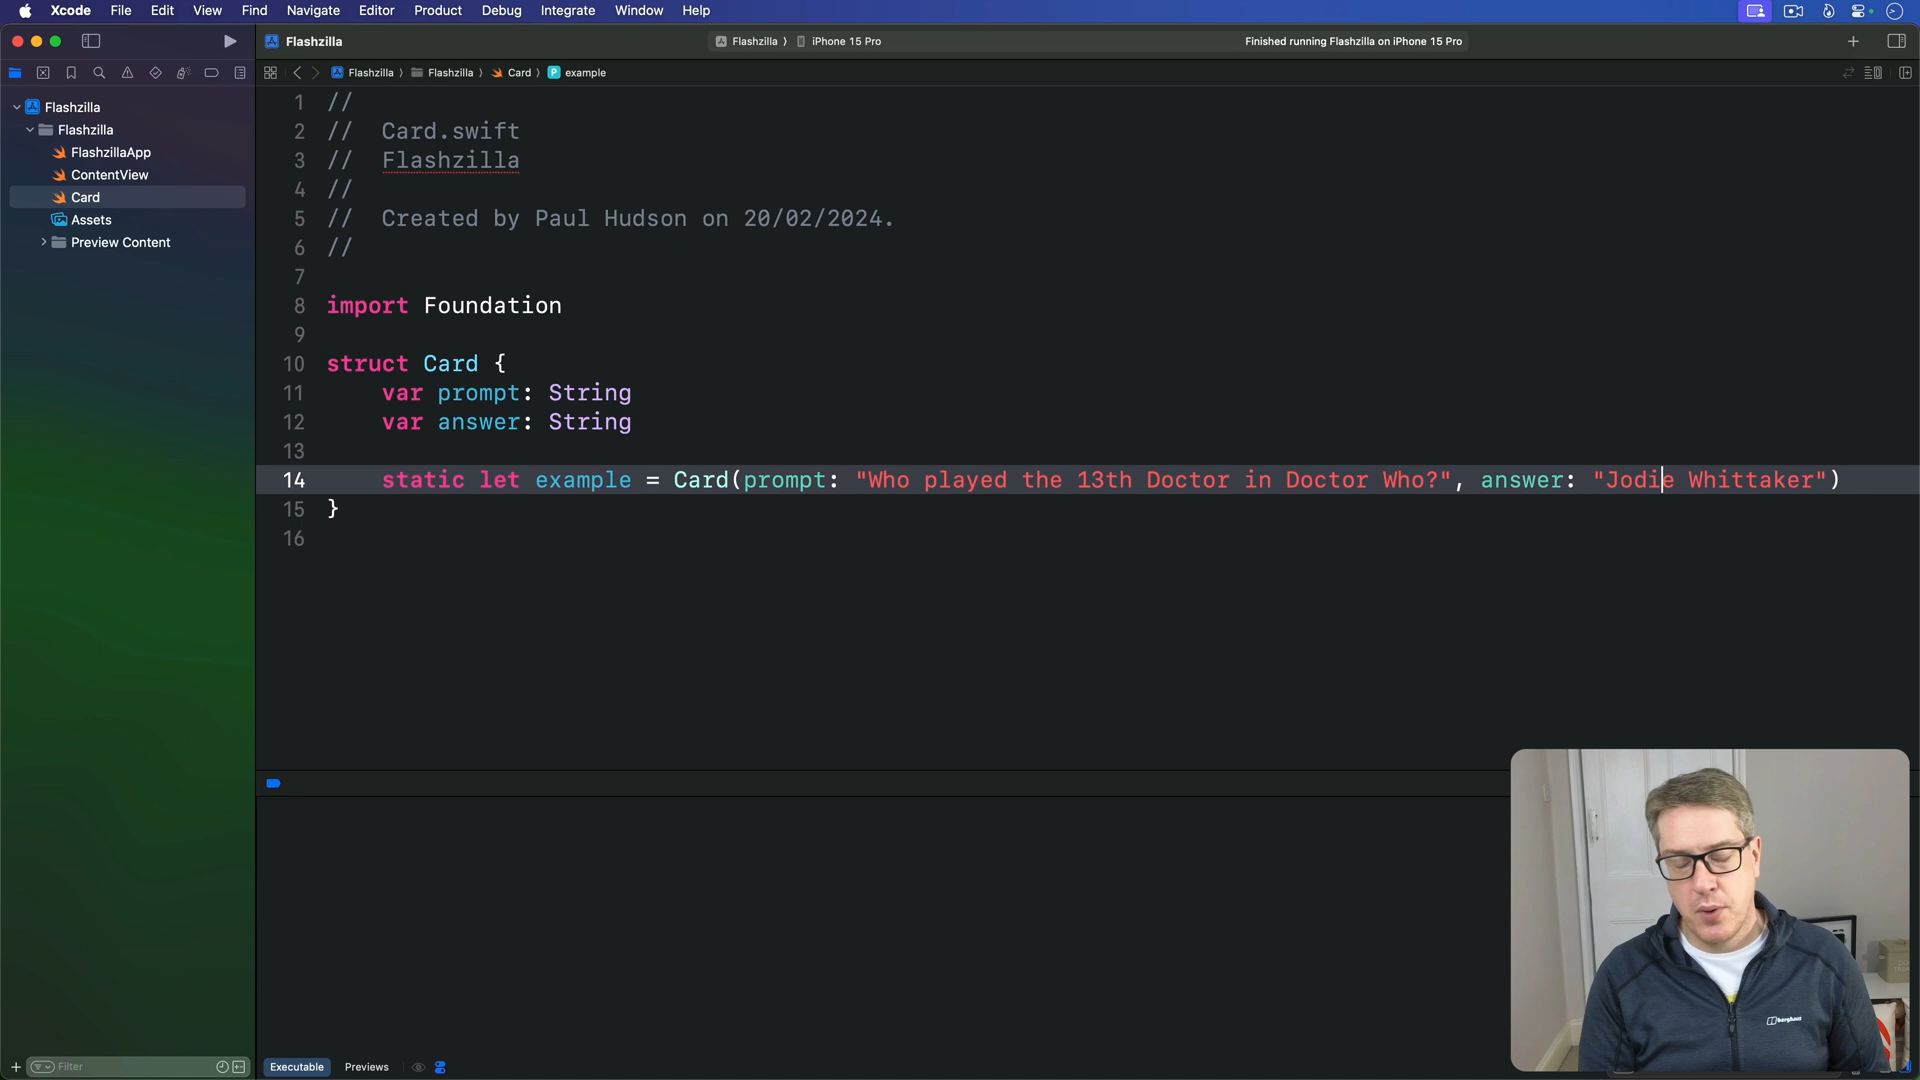 Xcode File Edit View Find Navigate Editor Product Debug Integrate Window Help
Flashzilla
Flashzilla 〉 iPhone 15 Pro
Finished running Flashzilla on iPhone 15 Pro
Flashzilla 〉 Flashzilla 〉 Card 〉 P example
Flashzilla
Flashzilla
FlashzillaApp
ContentView
Card
Assets
Preview Content
1 //
2 //  Card.swift
3 //  Flashzilla
4 //
5 //  Created by Paul Hudson on 20/02/2024.
6 //
7
8 import Foundation
9
10 struct Card {
11     var prompt: String
12     var answer: String
13
14     static let example = Card(prompt: "Who played the 13th Doctor in Doctor Who?", answer: "Jodie Whittaker")
15 }
16
berghaus
Filter
Executable Previews